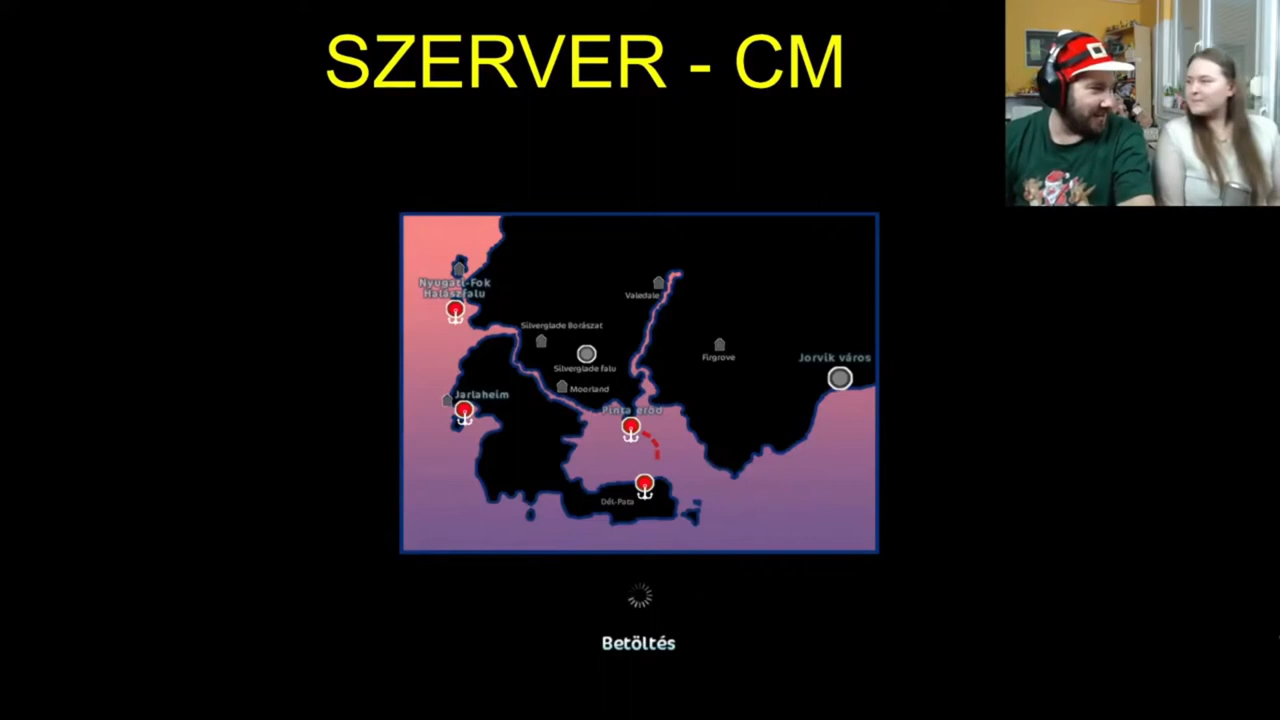 SZERVER - CM
Nyugati-Fok
Halászfalu
Valedale
Silverglade Borászat
Silverglade falu
Firgrove
Jorvik város
Moorland
Jarlaheim
Pinta erőd
Dél-Pata
Betöltés